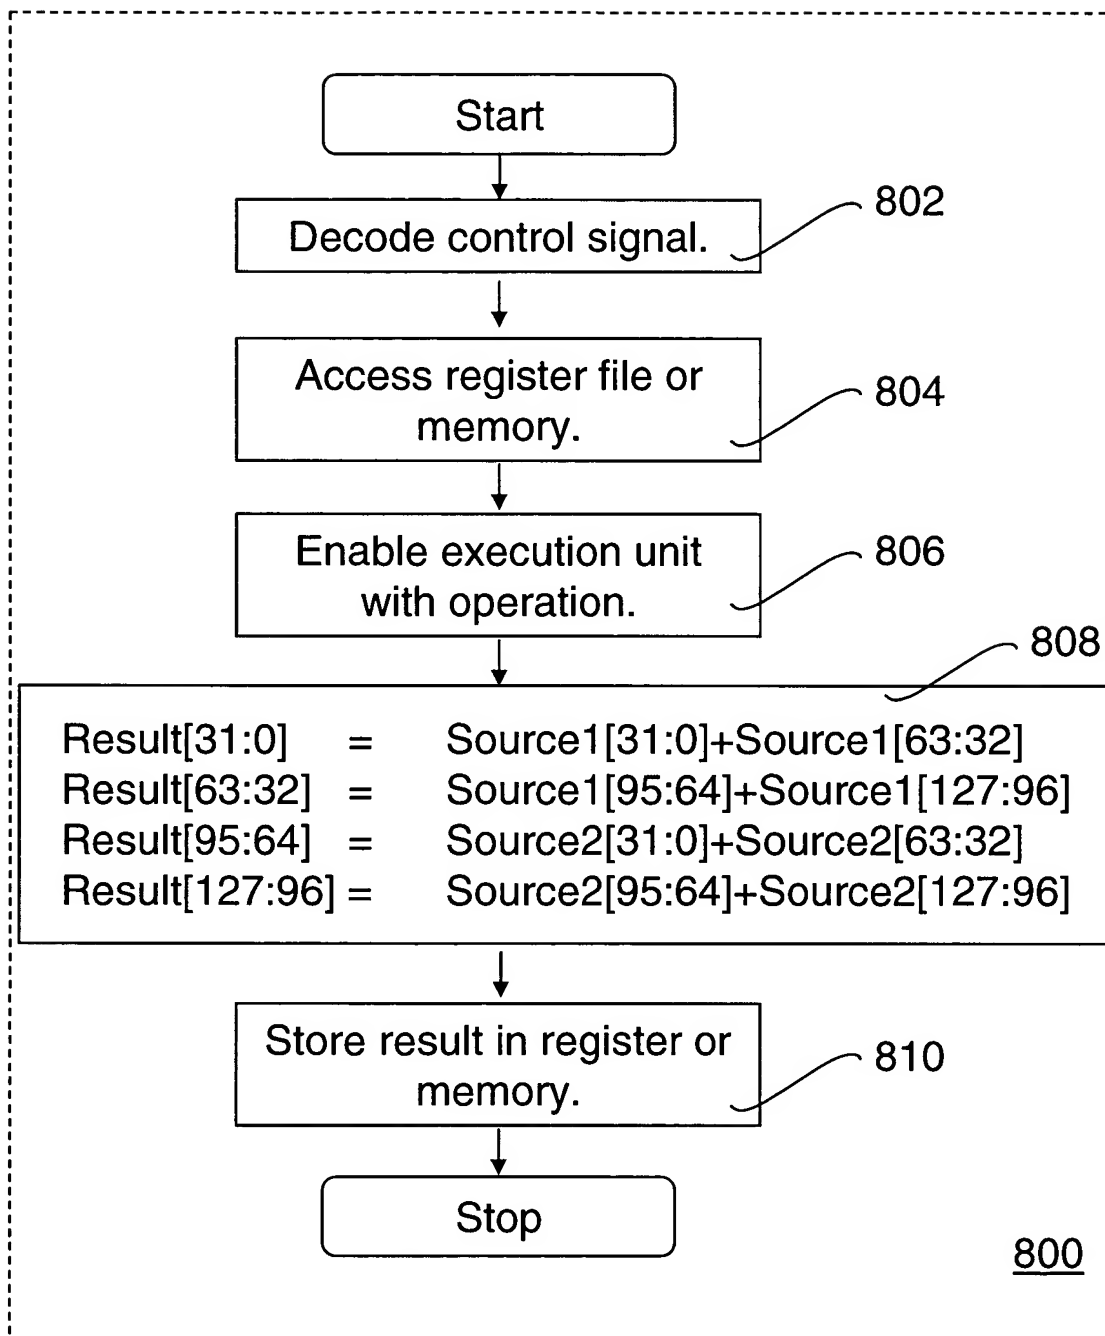 Start
Decode control signal.
802
Access register file or
memory.
804
Enable execution unit
with operation.
806
808
Result[31:0] = Source1[31:0]+Source1[63:32]
Result[63:32] = Source1[95:64]+Source1[127:96]
Result[95:64] = Source2[31:0]+Source2[63:32]
Result[127:96] = Source2[95:64]+Source2[127:96]
Store result in register or
memory.
810
Stop
800